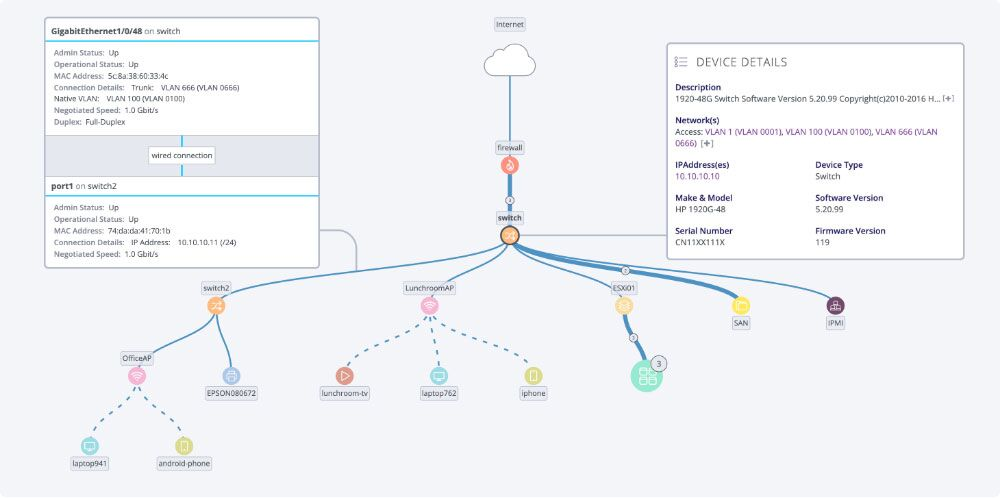 Internet
GigabitEthernet1/0/48 on switch
Admin Status: Up
Operational Status: Up
MAC Address: 5c:8a:38:60:33:4c
Connection Details: Trunk: VLAN 666 (VLAN 0666)
Native VLAN: VLAN 100 (VLAN 0100)
Negotiated Speed: 1.0 Gbit/s
Duplex: Full-Duplex
wired connection
port1 on switch2
Admin Status: Up
Operational Status: Up
MAC Address: 74:da:da:41:70:1b
Connection Details: IP Address: 10.10.10.11 (/24)
Negotiated Speed: 1.0 Gbit/s
DEVICE DETAILS
Description
1920-48G Switch Software Version 5.20.99 Copyright(c)2010-2016 H... [+]
Network(s)
Access: VLAN 1 (VLAN 0001), VLAN 100 (VLAN 0100), VLAN 666 (VLAN
0666) [+]
IPAddress(es)
10.10.10.10
Device Type
Switch
Make & Model
HP 1920G-48
Software Version
5.20.99
Serial Number
CN11XX111X
Firmware Version
119
firewall
switch
switch2
LunchroomAP
ESXi01
SAN
IPMI
OfficeAP
EPSON080672
lunchroom-tv
laptop762
iphone
3
laptop941
android-phone